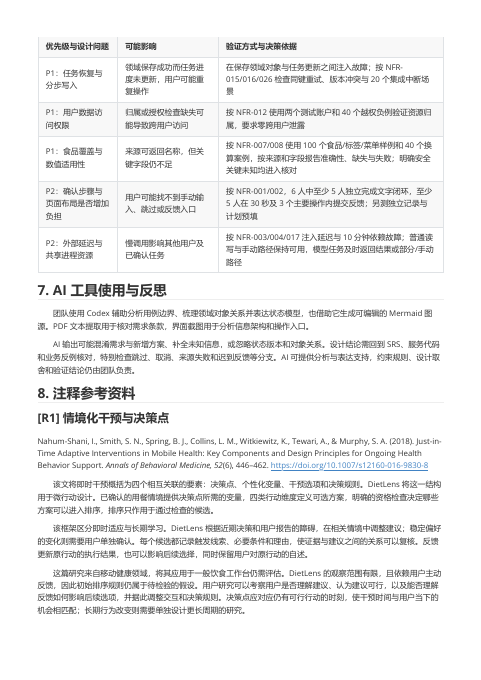 优先级与设计问题 可能影响 验证方式与决策依据
P1：任务恢复与分步写入 领域保存成功而任务进度未更新，用户可能重复操作 在保存领域对象与任务更新之间注入故障；按 NFR-015/016/026 检查同键重试、版本冲突与 20 个集成中断场景
P1：用户数据访问权限 归属或授权检查缺失可能导致跨用户访问 按 NFR-012 使用两个测试账户和 40 个越权负例验证资源归属，要求零跨用户泄露
P1：食品覆盖与数值适用性 来源可返回名称，但关键字段仍不足 按 NFR-007/008 使用 100 个食品/标签/菜单样例和 40 个换算案例，按来源和字段报告准确性、缺失与失败；明确安全关键未知均进入核对
P2：确认步骤与页面布局是否增加负担 用户可能找不到手动输入、跳过或反馈入口 按 NFR-001/002，6 人中至少 5 人独立完成文字闭环，至少 5 人在 30 秒及 3 个主要操作内提交反馈；另测独立记录与计划预填
P2：外部延迟与共享进程资源 慢调用影响其他用户及已确认任务 按 NFR-003/004/017 注入延迟与 10 分钟依赖故障；普通读写与手动路径保持可用，模型任务及时返回结果或部分/手动路径
7. AI 工具使用与反思
团队使用 Codex 辅助分析用例边界、梳理领域对象关系并表达状态模型，也借助它生成可编辑的 Mermaid 图
源。PDF 文本提取用于核对需求条款，界面截图用于分析信息架构和操作入口。
AI 输出可能混淆需求与新增方案、补全未知信息，或忽略状态版本和对象关系。设计结论需回到 SRS、服务代码
和业务反例核对，特别检查跳过、取消、来源失败和迟到反馈等分支。AI 可提供分析与表达支持，约束规则、设计取
舍和验证结论仍由团队负责。
8. 注释参考资料
[R1] 情境化干预与决策点
Nahum-Shani, I., Smith, S. N., Spring, B. J., Collins, L. M., Witkiewitz, K., Tewari, A., & Murphy, S. A. (2018). Just-in-
Time Adaptive Interventions in Mobile Health: Key Components and Design Principles for Ongoing Health
Behavior Support. Annals of Behavioral Medicine, 52(6), 446–462. https://doi.org/10.1007/s12160-016-9830-8
该文将即时干预概括为四个相互关联的要素：决策点、个性化变量、干预选项和决策规则。DietLens 将这一结构
用于微行动设计。已确认的用餐情境提供决策点所需的变量，四类行动维度定义可选方案，明确的资格检查决定哪些
方案可以进入排序，排序只作用于通过检查的候选。
该框架区分即时适应与长期学习。DietLens 根据近期决策和用户报告的障碍，在相关情境中调整建议；稳定偏好
的变化则需要用户单独确认。每个候选都记录触发线索、必要条件和理由，使证据与建议之间的关系可以复核。反馈
更新原行动的执行结果，也可以影响后续选择，同时保留用户对原行动的自述。
这篇研究来自移动健康领域，将其应用于一般饮食工作台仍需评估。DietLens 的观察范围有限，且依赖用户主动
反馈，因此初始排序规则仍属于待检验的假设。用户研究可以考察用户是否理解建议、认为建议可行，以及能否理解
反馈如何影响后续选项，并据此调整交互和决策规则。决策点应对应仍有可行行动的时刻，使干预时间与用户当下的
机会相匹配；长期行为改变则需要单独设计更长周期的研究。